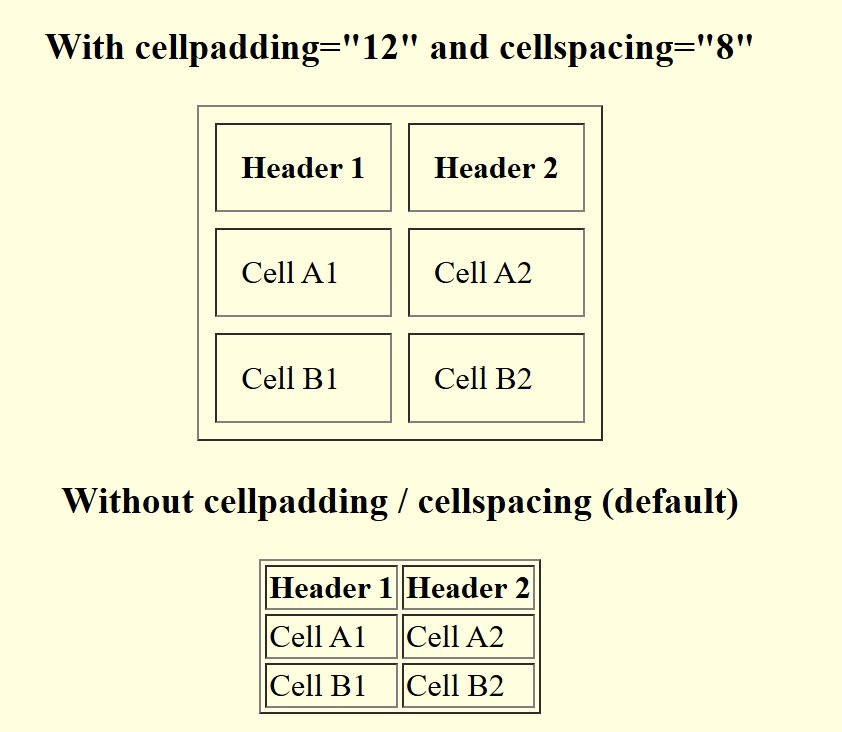 With cellpadding="12" and cellspacing="8"
Header 1 Header 2
Cell A1 Cell A2
Cell B1 Cell B2
Without cellpadding / cellspacing (default)
Header 1 Header 2
Cell A1 Cell A2
Cell B1 Cell B2